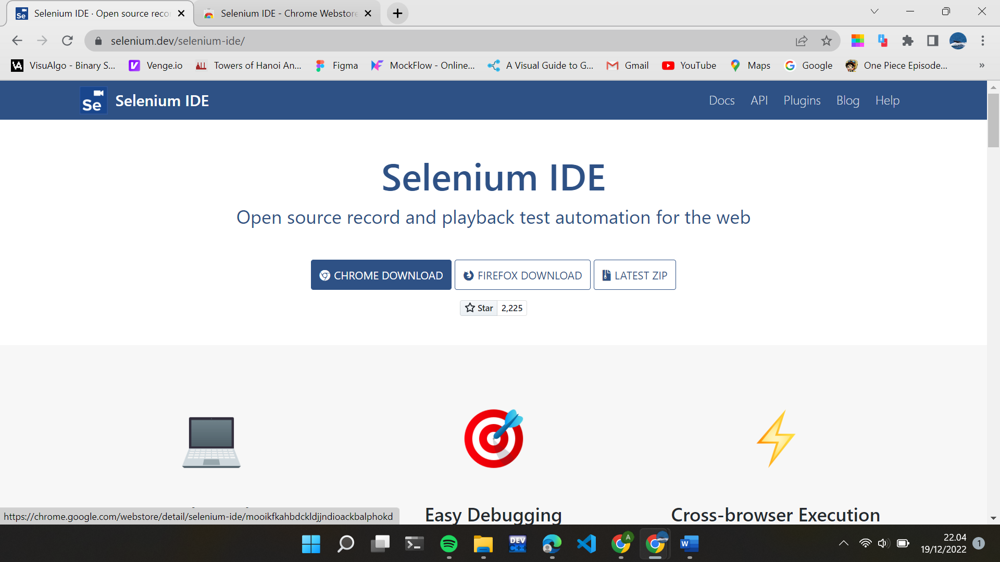 Selenium IDE · Open source reco
Selenium IDE - Chrome Webstore
selenium.dev/selenium-ide/
VisuAlgo - Binary S...
Venge.io
Towers of Hanoi An...
Figma
MockFlow - Online...
A Visual Guide to G...
Gmail
YouTube
Maps
Google
One Piece Episode...
»
Se
Selenium IDE
Docs
API
Plugins
Blog
Help
Selenium IDE
Open source record and playback test automation for the web
CHROME DOWNLOAD
FIREFOX DOWNLOAD
LATEST ZIP
Star
2,225
Easy Debugging
Cross-browser Execution
https://chrome.google.com/webstore/detail/selenium-ide/mooikfkahbdckldjjndioackbalphokd
DEV
C++
A
W
22.04
19/12/2022
1